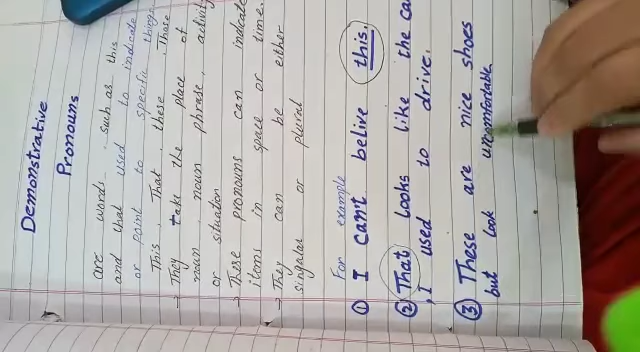 Demonstrative
Pronouns
are words such as this
and that used to indicate
or point to specific things.
This, That, these, Those
→ They take the place of
noun, noun phrase, activity
or situation
→ These pronouns can indicate
items in space or time.
→ They can be either
singular or plural
For example
① I can't belive this.
② That looks like the ca
, I used to drive.
③ These are nice shoes
but look uncomfortable